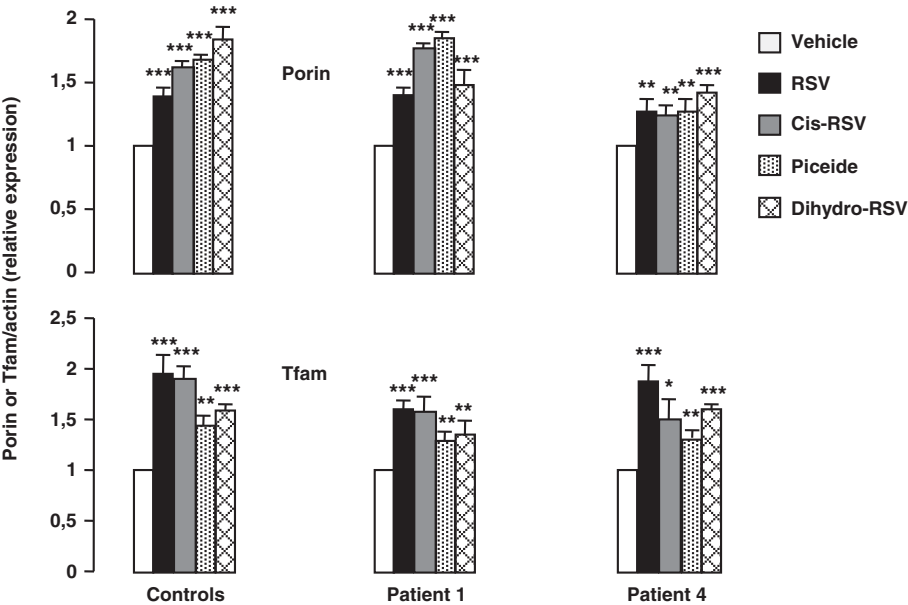 Porin or Tfam/actin (relative expression)
2
1,5
1
0,5
0
Porin
*** *** *** ***
*** *** *** ***
** ** ** ***
Vehicle
RSV
Cis-RSV
Piceide
Dihydro-RSV
2,5
2
1,5
1
0,5
0
Tfam
*** *** ** ***
*** *** ** **
*** * ** ***
Controls
Patient 1
Patient 4